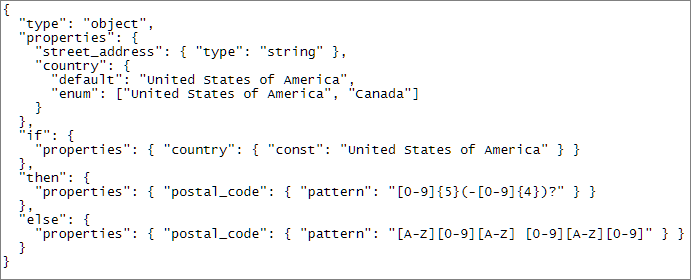 {
  "type": "object",
  "properties": {
    "street_address": { "type": "string" },
    "country": {
      "default": "United States of America",
      "enum": ["United States of America", "Canada"]
    }
  },
  "if": {
    "properties": { "country": { "const": "United States of America" } }
  },
  "then": {
    "properties": { "postal_code": { "pattern": "[0-9]{5}(-[0-9]{4})?" } }
  },
  "else": {
    "properties": { "postal_code": { "pattern": "[A-Z][0-9][A-Z] [0-9][A-Z][0-9]" } }
  }
}